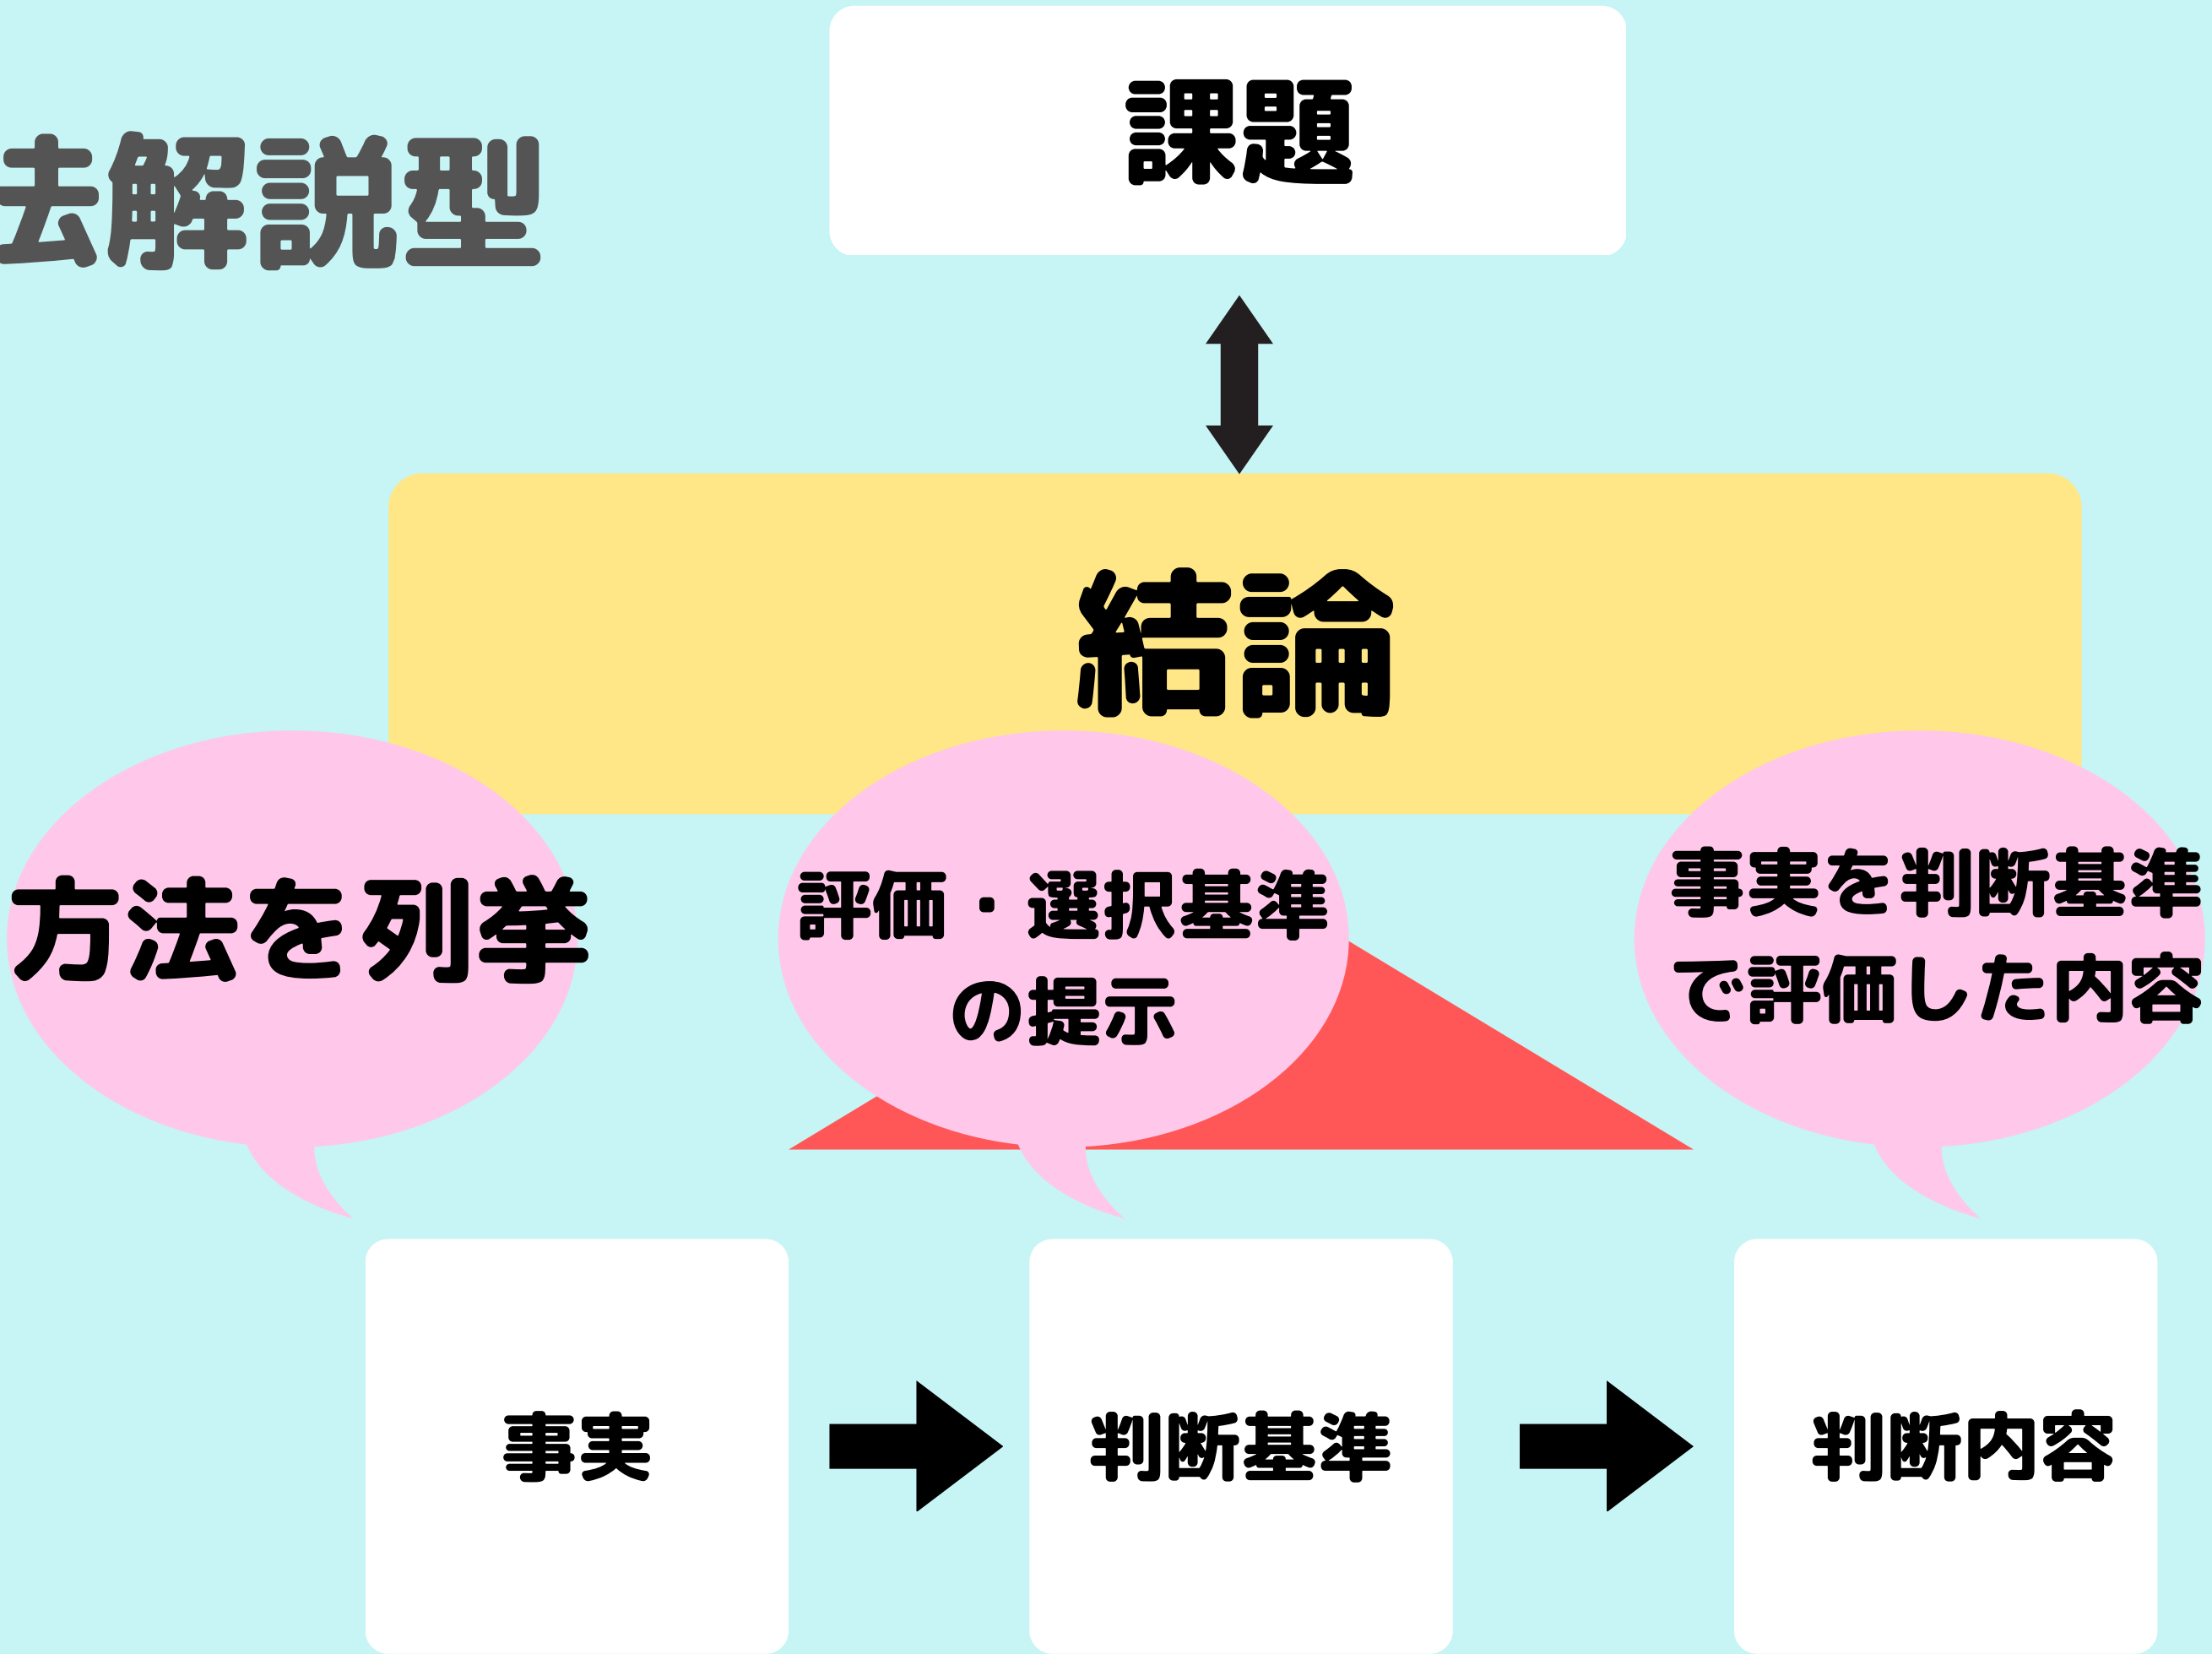 課題
法解説型
結論
方法を列挙
評価・選択基準
の提示
事実を判断基準
で評価した内容
事実
判断基準
判断内容